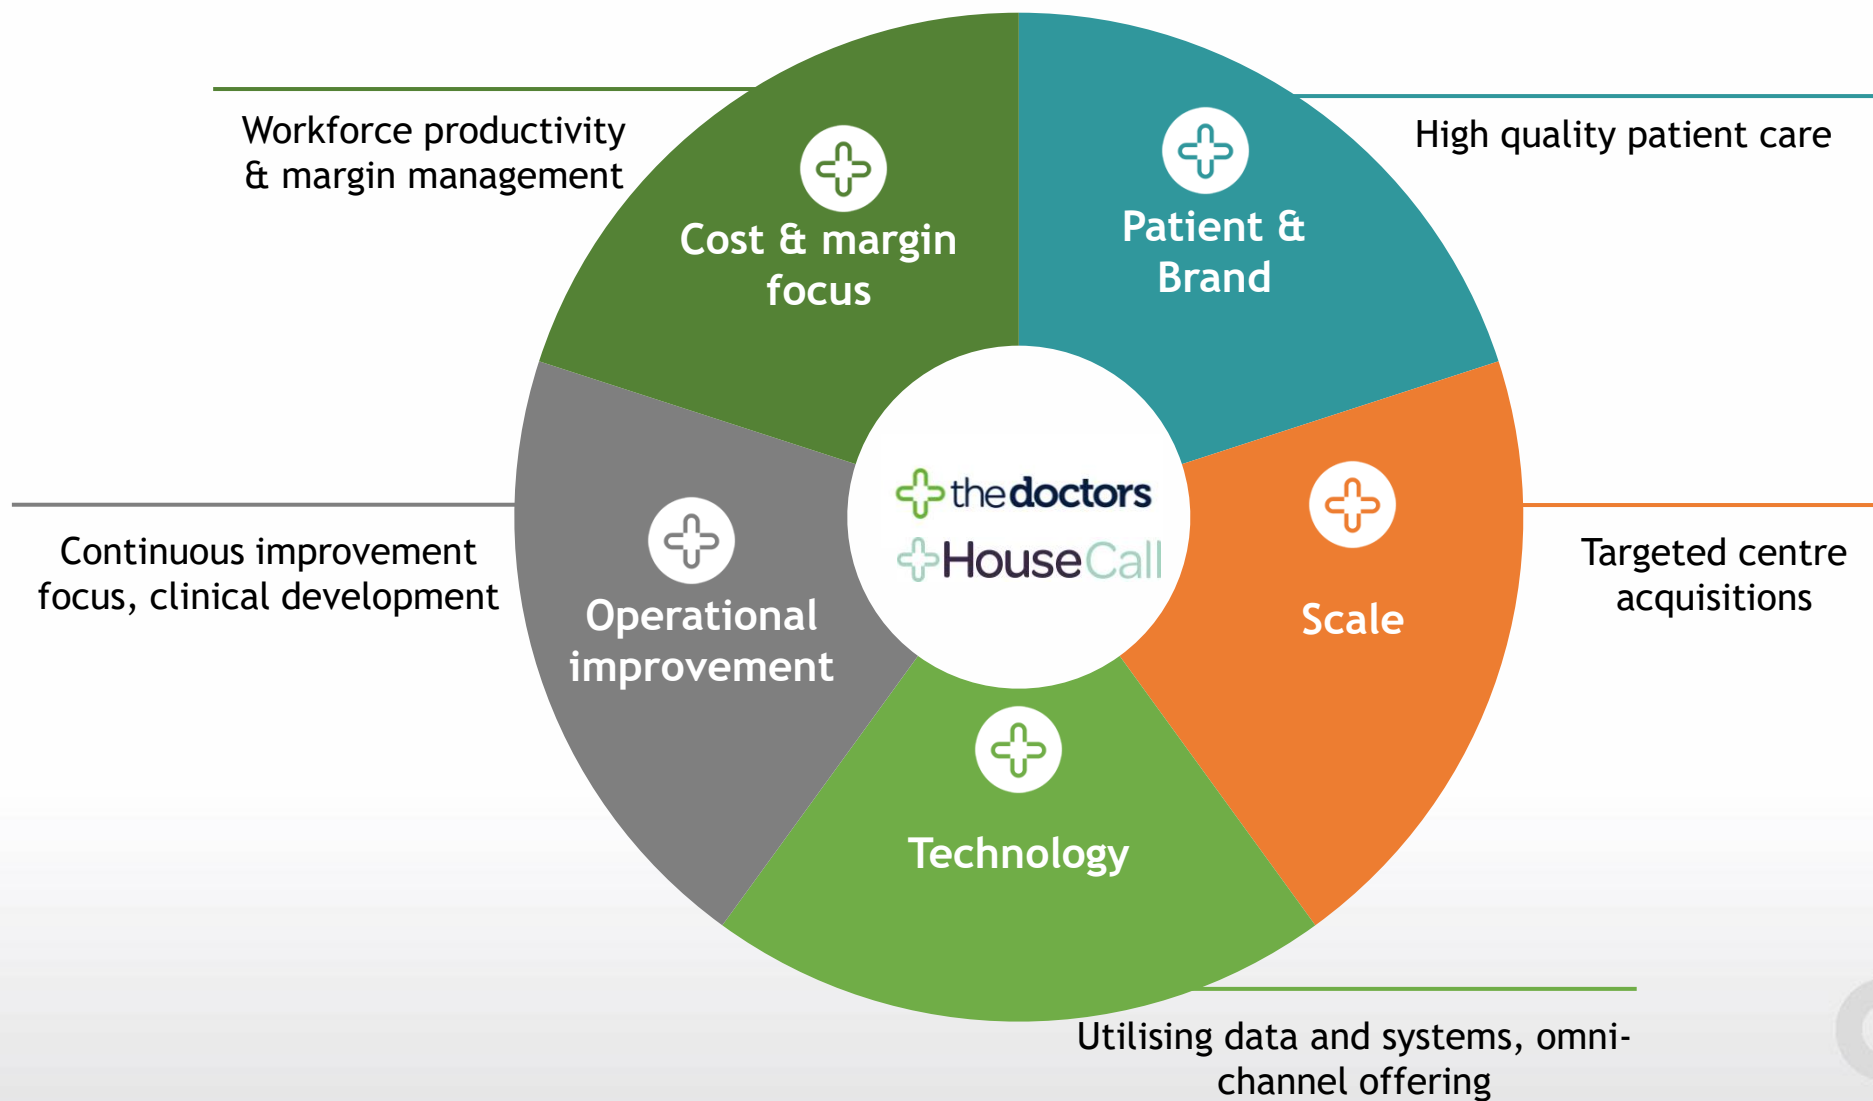 Workforce productivity
& margin management
Cost & margin
focus
Patient &
Brand
High quality patient care
Continuous improvement
focus, clinical development
Operational
improvement
thedoctors
HouseCall
Scale
Targeted centre
acquisitions
Technology
Utilising data and systems, omni-
channel offering